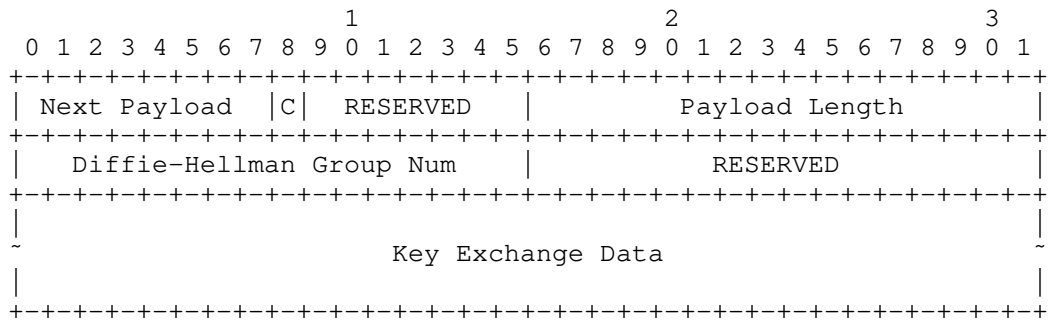 1                   2                   3
 0 1 2 3 4 5 6 7 8 9 0 1 2 3 4 5 6 7 8 9 0 1 2 3 4 5 6 7 8 9 0 1
+-+-+-+-+-+-+-+-+-+-+-+-+-+-+-+-+-+-+-+-+-+-+-+-+-+-+-+-+-+-+-+-+
| Next Payload  |C|  RESERVED   |         Payload Length        |
+-+-+-+-+-+-+-+-+-+-+-+-+-+-+-+-+-+-+-+-+-+-+-+-+-+-+-+-+-+-+-+-+
|   Diffie-Hellman Group Num    |           RESERVED            |
+-+-+-+-+-+-+-+-+-+-+-+-+-+-+-+-+-+-+-+-+-+-+-+-+-+-+-+-+-+-+-+-+
|                                                               |
~                       Key Exchange Data                       ~
|                                                               |
+-+-+-+-+-+-+-+-+-+-+-+-+-+-+-+-+-+-+-+-+-+-+-+-+-+-+-+-+-+-+-+-+